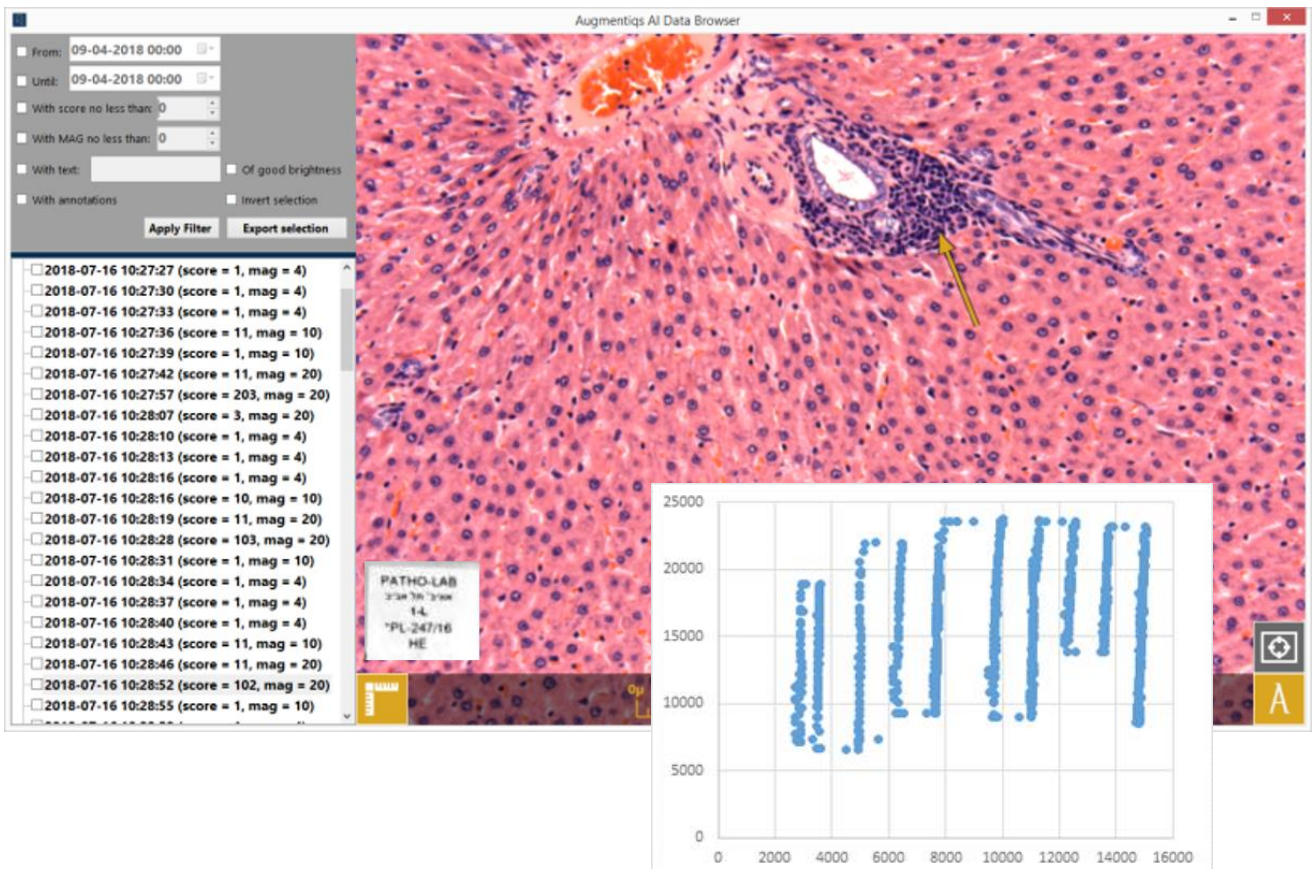 Augmentiqs AI Data Browser
From: 09-04-2018 00:00
Until: 09-04-2018 00:00
With score no less than: 0
With MAG no less than: 0
With text: Of good brightness
With annotations Invert selection
Apply Filter Export selection
2018-07-16 10:27:27 (score = 1, mag = 4)
2018-07-16 10:27:30 (score = 1, mag = 4)
2018-07-16 10:27:33 (score = 1, mag = 4)
2018-07-16 10:27:36 (score = 11, mag = 10)
2018-07-16 10:27:39 (score = 1, mag = 10)
2018-07-16 10:27:42 (score = 11, mag = 20)
2018-07-16 10:27:57 (score = 203, mag = 20)
2018-07-16 10:28:07 (score = 3, mag = 20)
2018-07-16 10:28:10 (score = 1, mag = 4)
2018-07-16 10:28:13 (score = 1, mag = 4)
2018-07-16 10:28:16 (score = 1, mag = 4)
2018-07-16 10:28:16 (score = 10, mag = 10)
2018-07-16 10:28:19 (score = 11, mag = 20)
2018-07-16 10:28:28 (score = 103, mag = 20)
2018-07-16 10:28:31 (score = 1, mag = 10)
2018-07-16 10:28:34 (score = 1, mag = 4)
2018-07-16 10:28:37 (score = 1, mag = 4)
2018-07-16 10:28:40 (score = 1, mag = 4)
2018-07-16 10:28:43 (score = 11, mag = 10)
2018-07-16 10:28:46 (score = 11, mag = 20)
2018-07-16 10:28:52 (score = 102, mag = 20)
2018-07-16 10:28:55 (score = 1, mag = 10)
PATHO-LAB
תל אביב
1-L
*PL-247/16
HE
0µ
A
25000
20000
15000
10000
5000
0
0 2000 4000 6000 8000 10000 12000 14000 16000